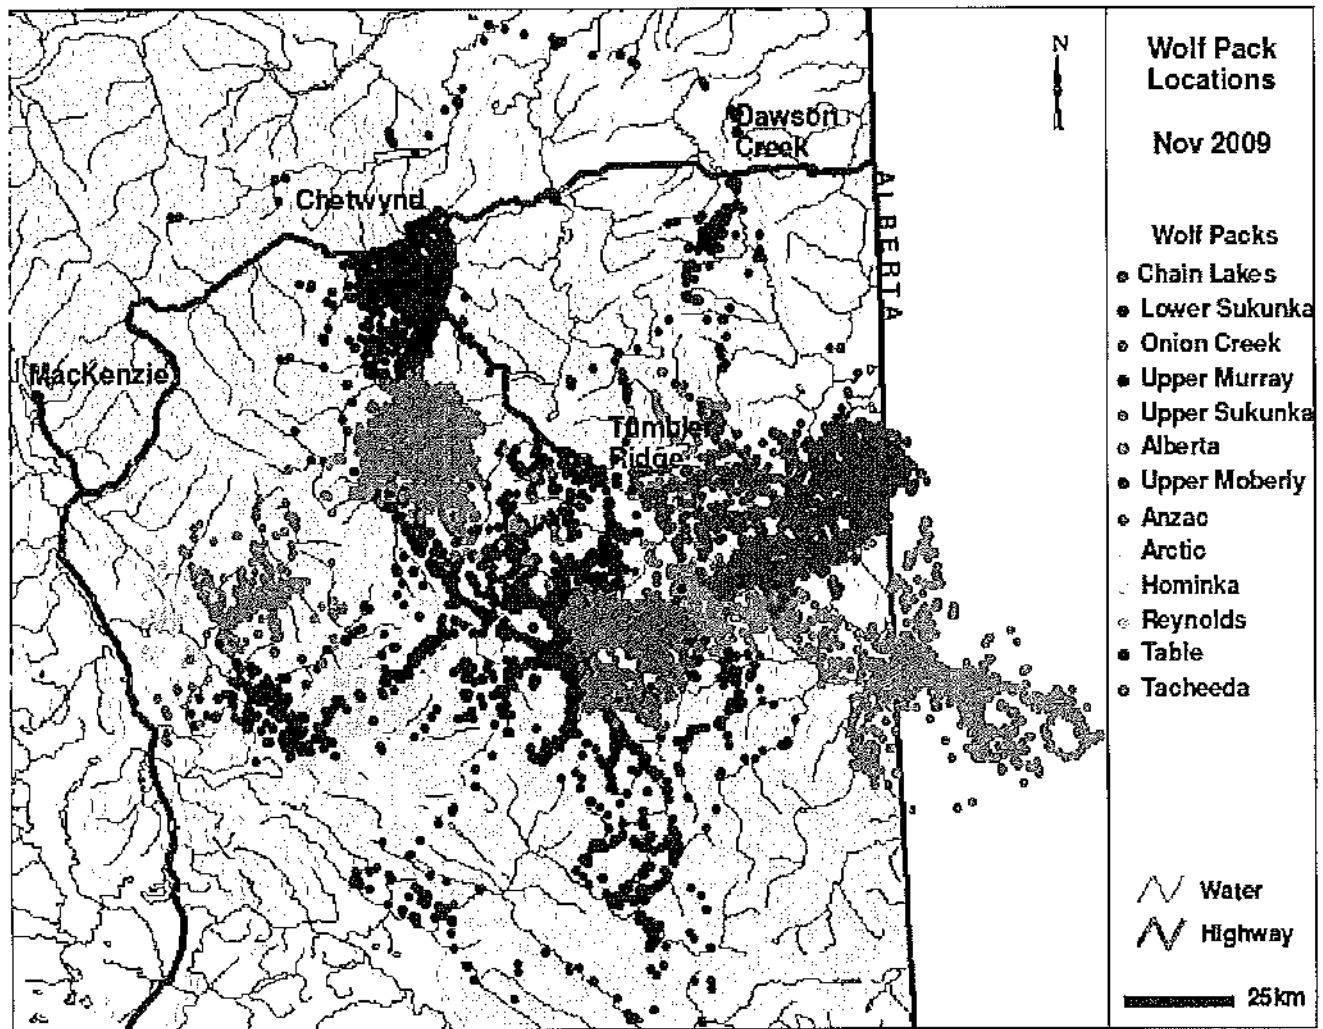 N
Dawson
Creek
Chetwynd
ALBERTA
MacKenzie
Tumbler
Ridge
Wolf Pack
Locations
Nov 2009
Wolf Packs
Chain Lakes
Lower Sukunka
Onion Creek
Upper Murray
Upper Sukunka
Alberta
Upper Moberly
Anzac
Arctic
Hominka
Reynolds
Table
Tacheeda
Water
Highway
25km